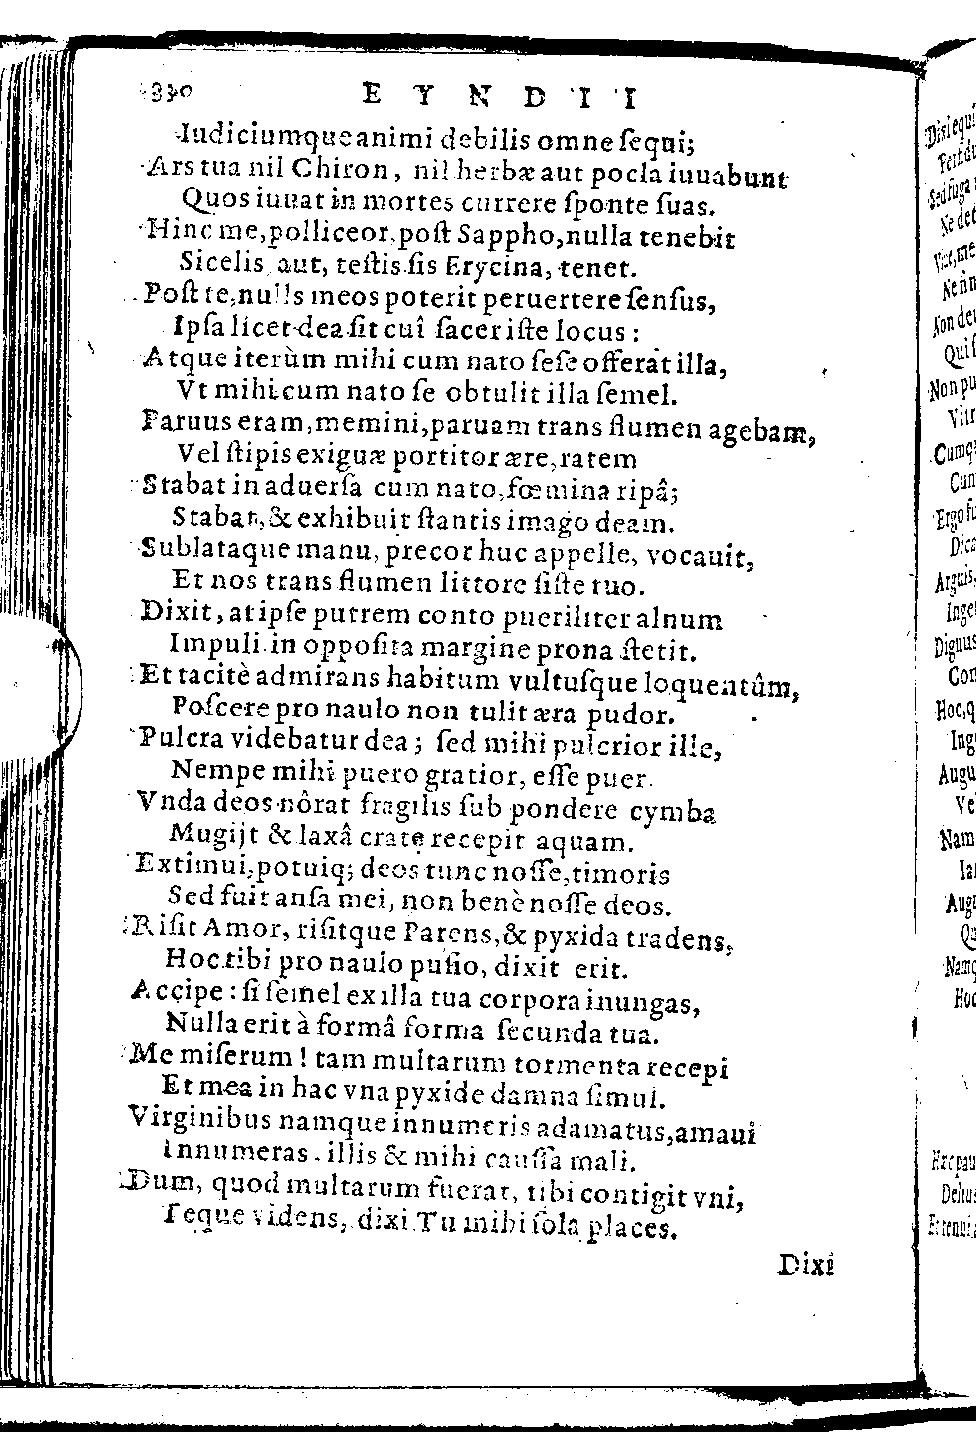 330 EYNDII
Iudiciumque animi debilis omne ſequi;
Ars tua nil Chiron, nil herbæ aut pocla iuuabunt
Quos iuuat in mortes currere ſponte ſuas.
Hinc me, polliceor, poſt Sappho, nulla tenebit
Sicelis aut, teſtis ſis Erycina, tenet.
Poſt te, nulla meos poterit peruertere ſenſus,
Ipſa licet dea ſit cuî ſacer iſte locus:
Atque iterùm mihi cum nato ſeſe offerat illa,
Vt mihi cum nato ſe obtulit illa ſemel.
Paruus eram, memini, paruam trans flumen agebam,
Vel ſtipis exiguæ portitor ære, ratem
Stabat in aduerſa cum nato, fœmina ripâ;
Stabat, & exhibuit ſtantis imago deam.
Sublataque manu, precor huc appelle, vocauit,
Et nos trans flumen littore ſiſte tuo.
Dixit, at ipſe putrem conto pueriliter alnum
Impuli in oppoſita margine prona ſtetit.
Et tacitè admirans habitum vultuſque loquentûm,
Poſcere pro naulo non tulit æra pudor.
Pulcra videbatur dea; ſed mihi pulcrior ille,
Nempe mihi puero gratior, eſſe puer.
Vnda deos nôrat fragilis ſub pondere cymba
Mugijt & laxâ crate recepit aquam.
Extimui, potuiq; deos tunc noſſe, timoris
Sed fuit anſa mei, non benè noſſe deos.
Riſit Amor, riſitque Parens, & pyxida tradens,
Hoc tibi pro naulo puſio, dixit erit.
Accipe: ſi ſemel ex illa tua corpora inungas,
Nulla erit à formâ forma ſecunda tua.
Me miſerum! tam multarum tormenta recepi
Et mea in hac vna pyxide damna ſimul.
Virginibus namque innumeris adamatus, amaui
Innumeras. illis & mihi cauſſa mali.
Dum, quod multarum fuerat, tibi contigit vni,
Teque videns, dixi Tu mihi ſola places.
Dixi